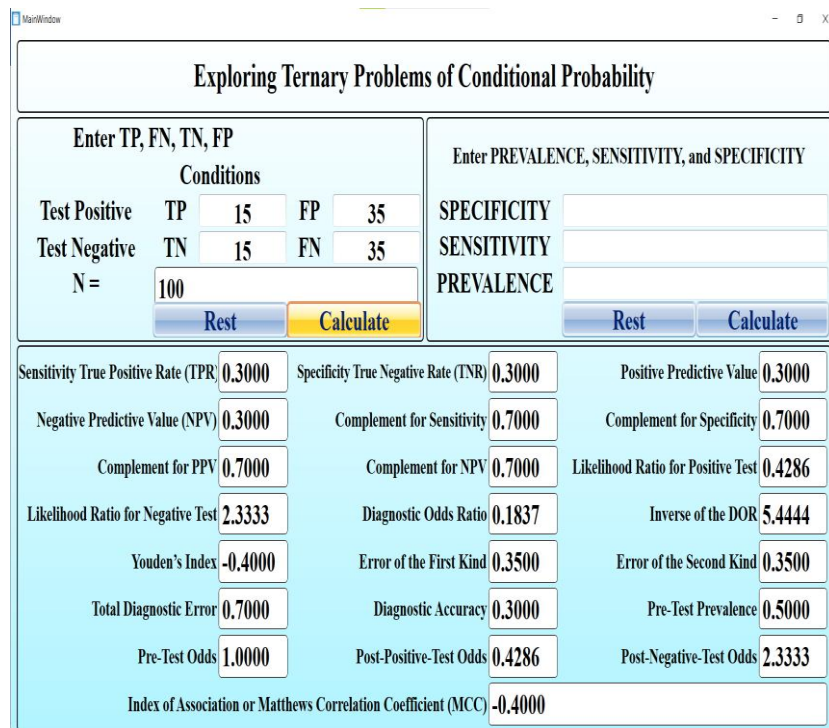 MainWindow
Exploring Ternary Problems of Conditional Probability
Enter TP, FN, TN, FP
Conditions
Test Positive TP 15 FP 35
Test Negative TN 15 FN 35
N = 100
Rest Calculate
Enter PREVALENCE, SENSITIVITY, and SPECIFICITY
SPECIFICITY
SENSITIVITY
PREVALENCE
Rest Calculate
Sensitivity True Positive Rate (TPR) 0.3000 Specificity True Negative Rate (TNR) 0.3000 Positive Predictive Value 0.3000
Negative Predictive Value (NPV) 0.3000 Complement for Sensitivity 0.7000 Complement for Specificity 0.7000
Complement for PPV 0.7000 Complement for NPV 0.7000 Likelihood Ratio for Positive Test 0.4286
Likelihood Ratio for Negative Test 2.3333 Diagnostic Odds Ratio 0.1837 Inverse of the DOR 5.4444
Youden's Index -0.4000 Error of the First Kind 0.3500 Error of the Second Kind 0.3500
Total Diagnostic Error 0.7000 Diagnostic Accuracy 0.3000 Pre-Test Prevalence 0.5000
Pre-Test Odds 1.0000 Post-Positive-Test Odds 0.4286 Post-Negative-Test Odds 2.3333
Index of Association or Matthews Correlation Coefficient (MCC) -0.4000